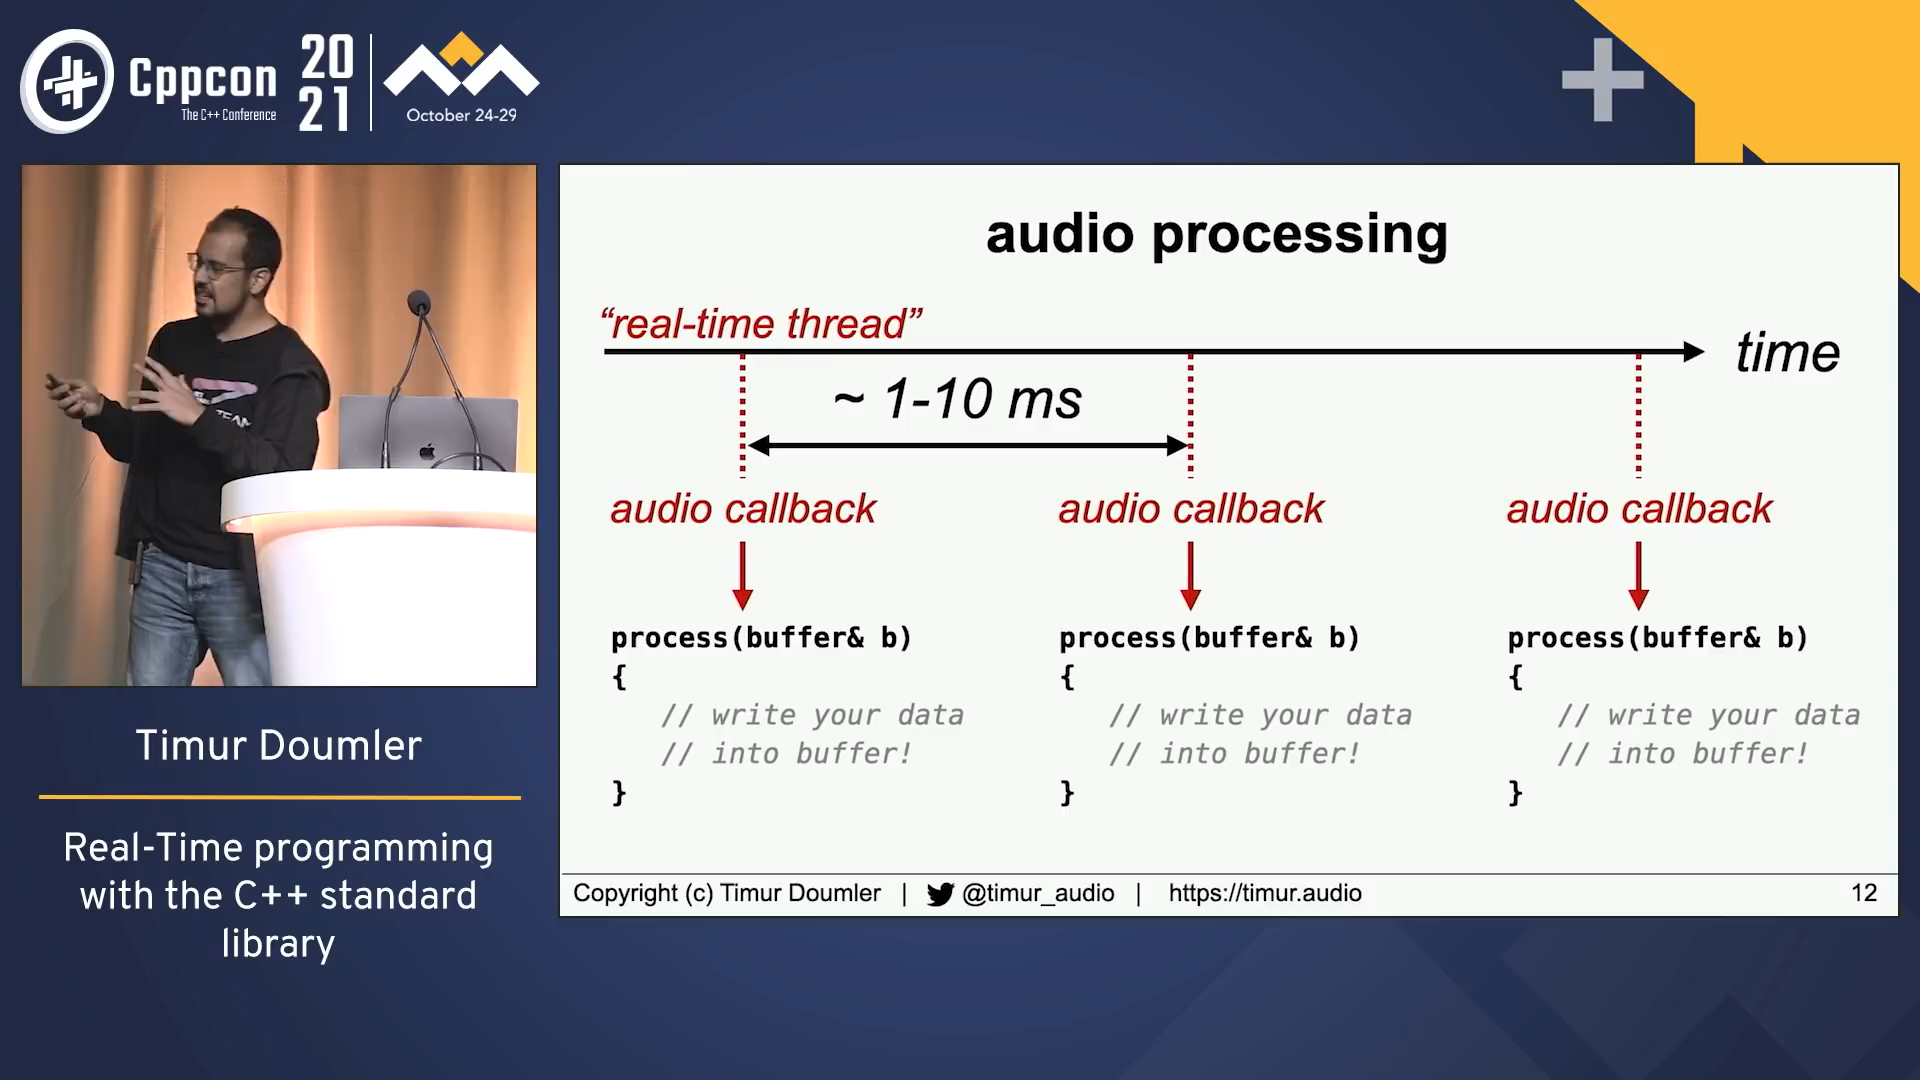 Cppcon
The C++ Conference
20
21
October 24-29
TEAM
Timur Doumler
Real-Time programming
with the C++ standard
library
audio processing
“real-time thread”
time
~ 1-10 ms
audio callback audio callback audio callback
process(buffer& b) process(buffer& b) process(buffer& b)
{ { {
// write your data // write your data // write your data
// into buffer! // into buffer! // into buffer!
} } }
Copyright (c) Timur Doumler | @timur_audio | https://timur.audio 12